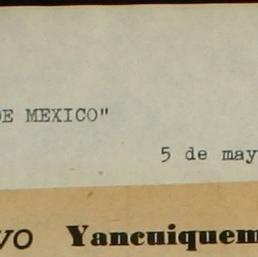 DE MEXICO"
5 de may
vo Yancuiquem